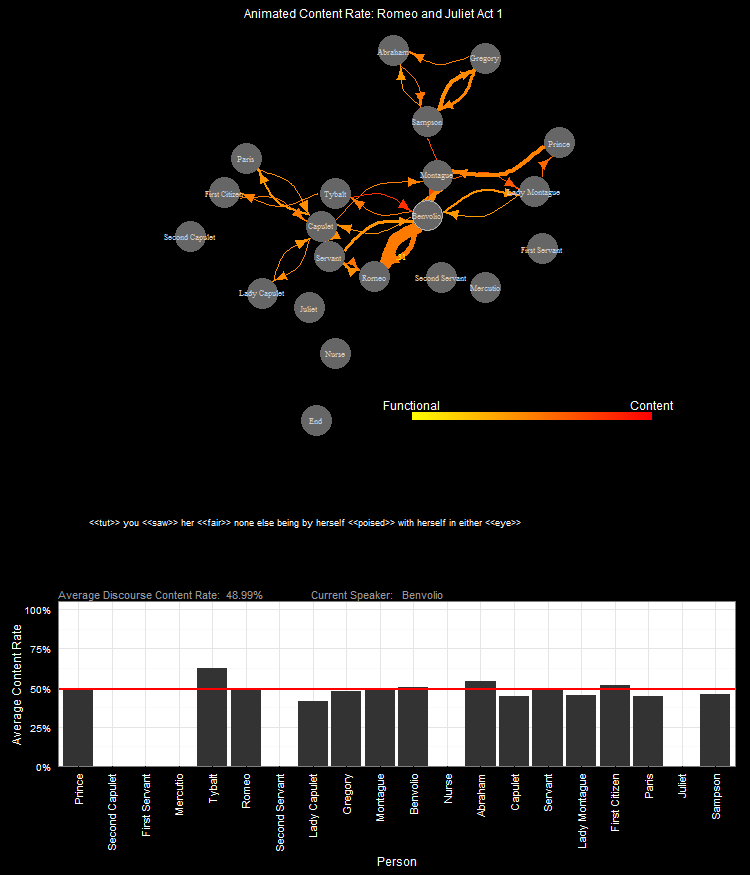 Animated Content Rate: Romeo and Juliet Act 1
Abraham
Gregory
Sampson
Prince
Paris
Montague
First Citizen
Tybalt
Lady Montague
Benvolio
Capulet
Second Capulet
First Servant
Servant
Romeo
Second Servant
Mercutio
Lady Capulet
Juliet
Nurse
Functional Content
End
<<tut>> you <<saw>> her <<fair>> none else being by herself <<poised>> with herself in either <<eye>>
Average Discourse Content Rate: 48.99% Current Speaker: Benvolio
100%
75%
50%
25%
0%
Average Content Rate
Prince
Second Capulet
First Servant
Mercutio
Tybalt
Romeo
Second Servant
Lady Capulet
Gregory
Montague
Benvolio
Nurse
Abraham
Capulet
Servant
Lady Montague
First Citizen
Paris
Juliet
Sampson
Person